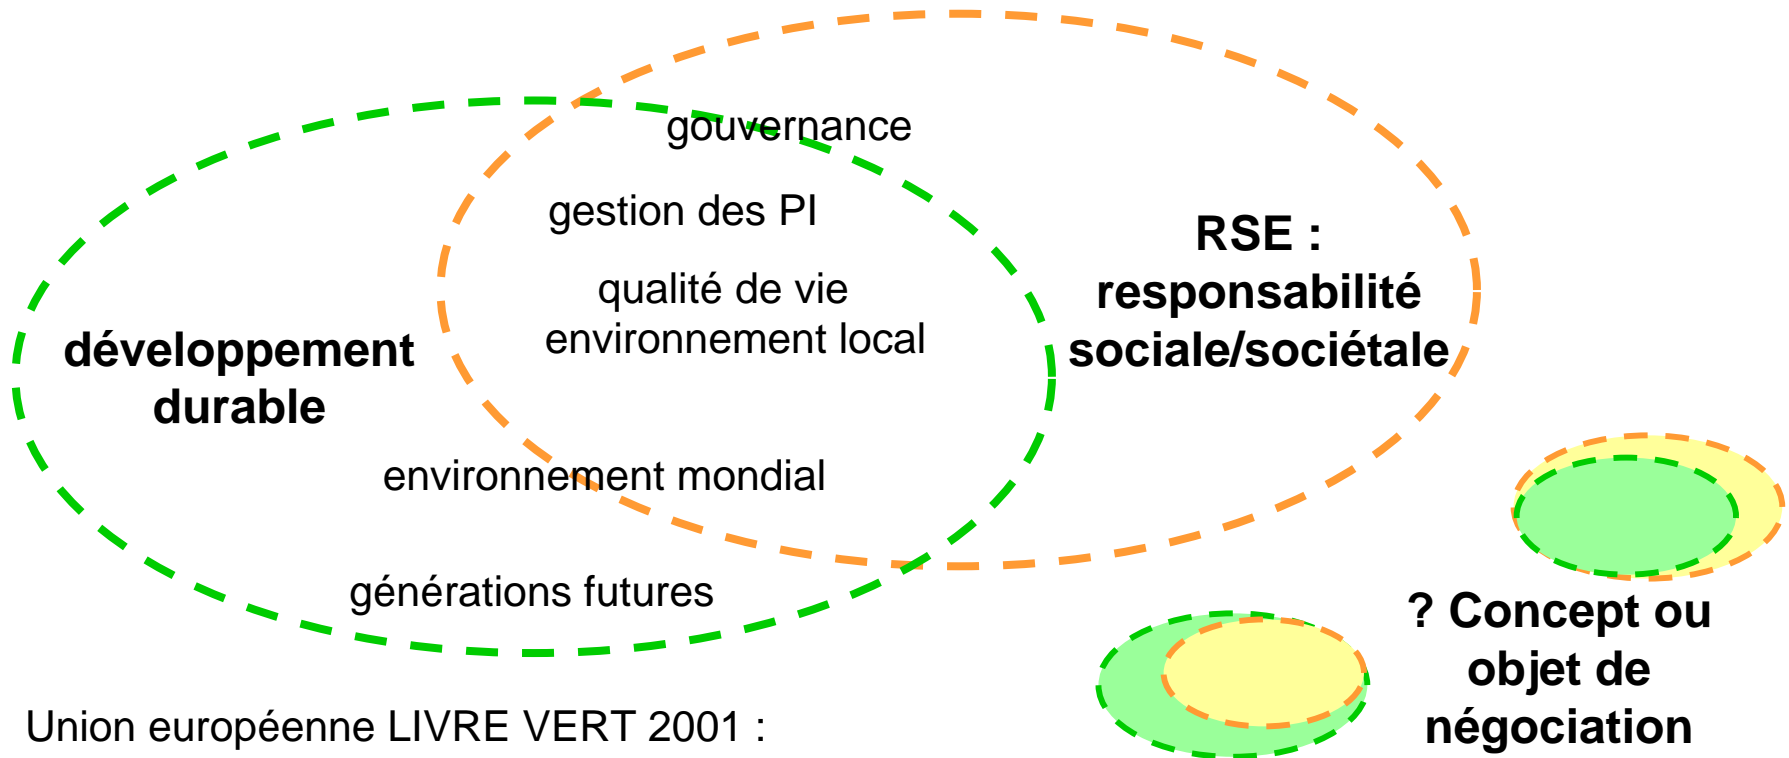 gouvernance
gestion des PI
qualité de vie
environnement local
développement
durable
RSE :
responsabilité
sociale/sociétale
environnement mondial
générations futures
? Concept ou
objet de
négociation
Union européenne LIVRE VERT 2001 :